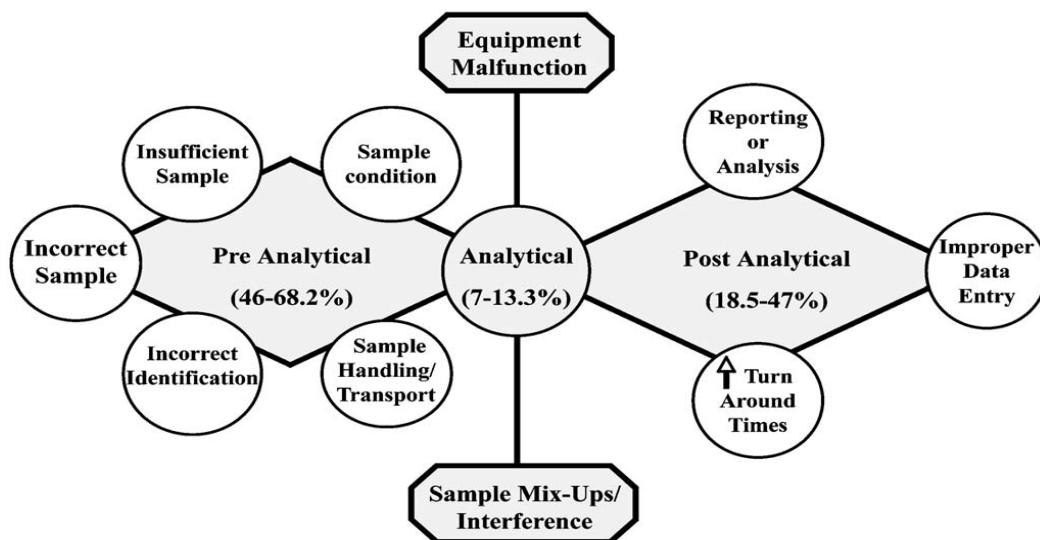 Equipment
Malfunction
Insufficient
Sample
Sample
condition
Reporting
or
Analysis
Incorrect
Sample
Pre Analytical
(46-68.2%)
Analytical
(7-13.3%)
Post Analytical
(18.5-47%)
Improper
Data
Entry
Incorrect
Identification
Sample
Handling/
Transport
Turn
Around
Times
Sample Mix-Ups/
Interference